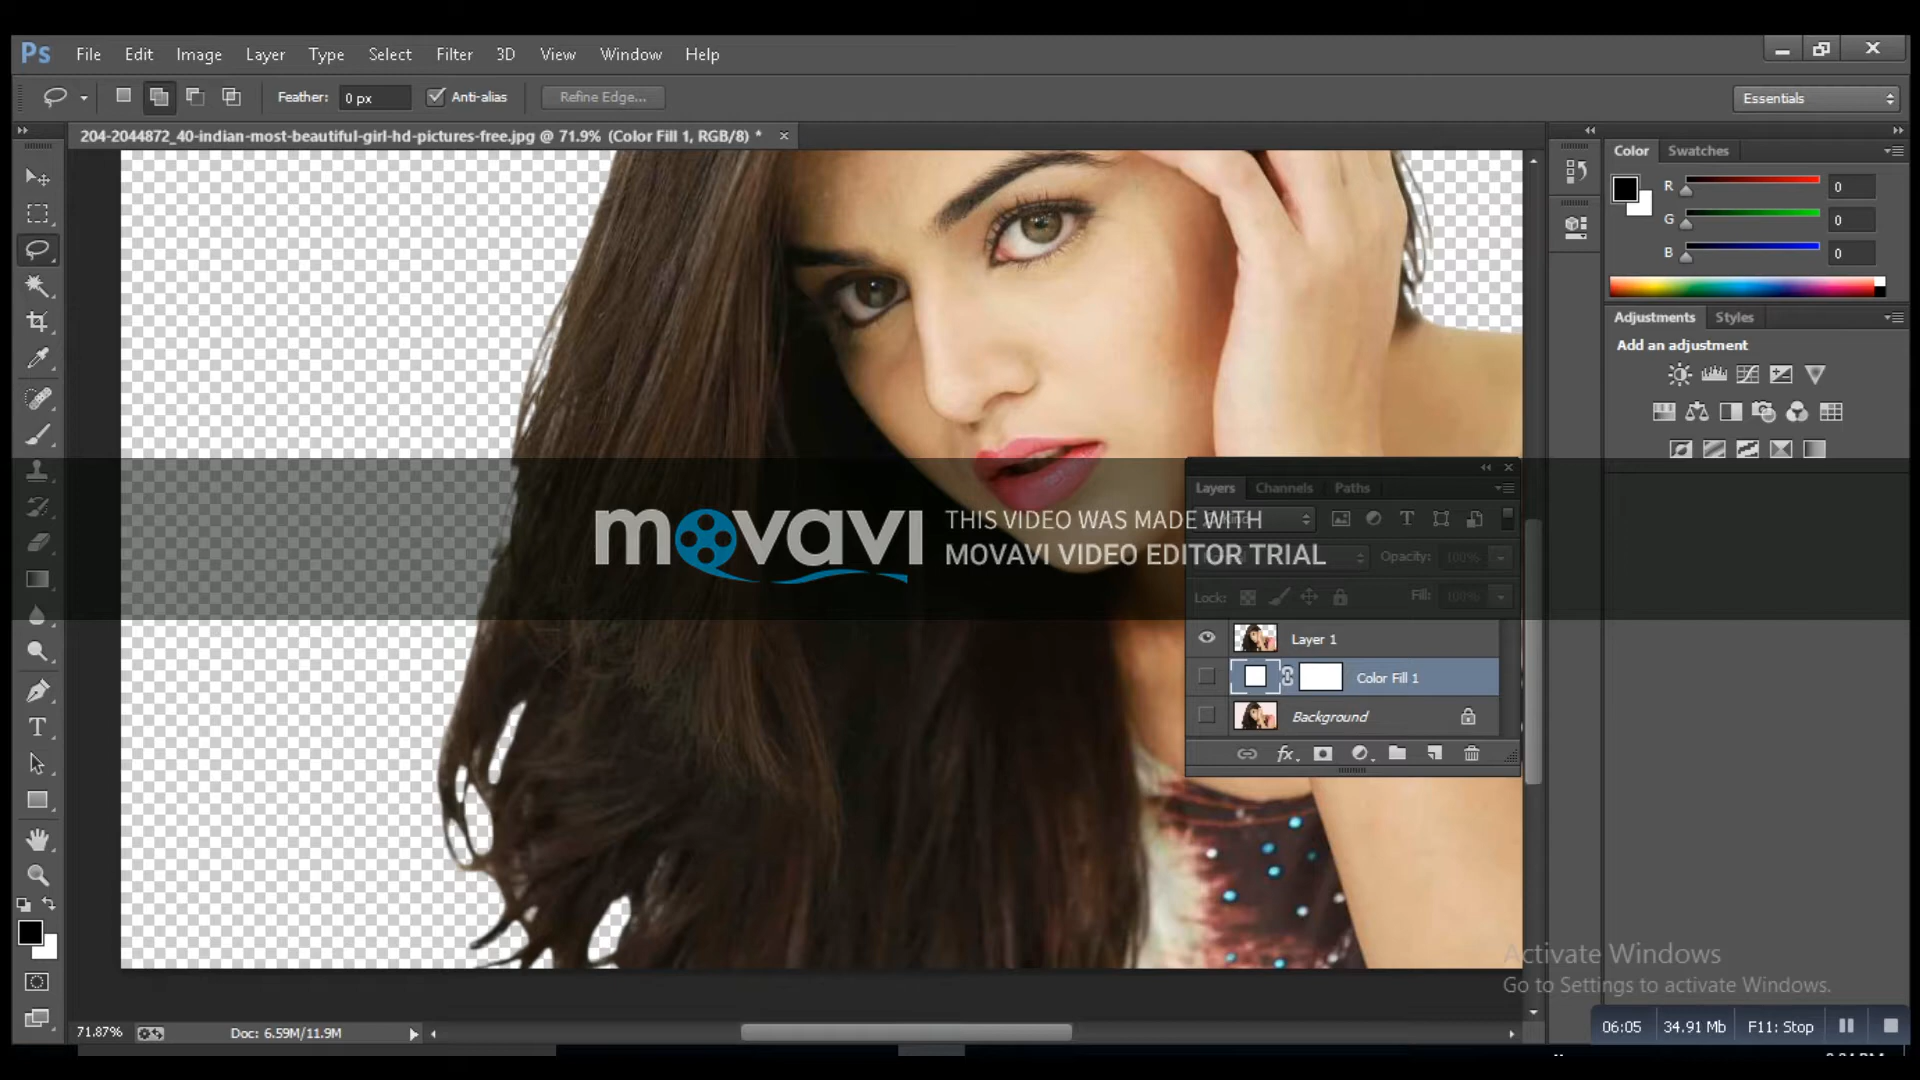 Ps File Edit Image Layer Type Select Filter 3D View Window Help
Feather: 0 px Anti-alias Refine Edge... Essentials
204-2044872_40-indian-most-beautiful-girl-hd-pictures-free.jpg @ 71.9% (Color Fill 1, RGB/8) *
Color Swatches
R 0
G 0
B 0
Adjustments Styles
Add an adjustment
Layers Channels Paths
movavi THIS VIDEO WAS MADE WITH
MOVAVI VIDEO EDITOR TRIAL
Opacity: 100%
Lock: Fill: 100%
Layer 1
Color Fill 1
Background
fx
Activate Windows
Go to Settings to activate Windows.
71.87% Doc: 6.59M/11.9M
06:05 34.91 Mb F11: Stop